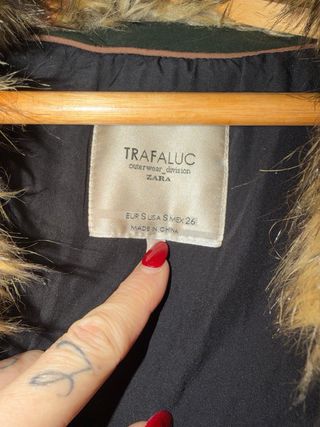 TRAFALUC
outerwear_division
ZARA
EUR S USA S MEX 26
MADE IN CHINA